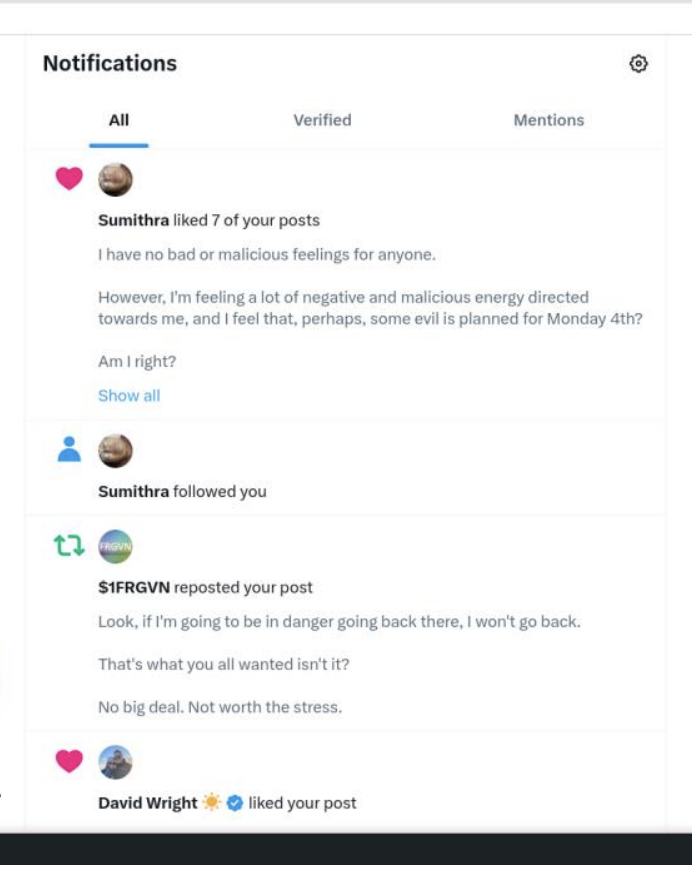 Notifications
All Verified Mentions
Sumithra liked 7 of your posts
I have no bad or malicious feelings for anyone.
However, I'm feeling a lot of negative and malicious energy directed
towards me, and I feel that, perhaps, some evil is planned for Monday 4th?
Am I right?
Show all
Sumithra followed you
FRGVN
$1FRGVN reposted your post
Look, if I'm going to be in danger going back there, I won't go back.
That's what you all wanted isn't it?
No big deal. Not worth the stress.
David Wright ☀️ liked your post